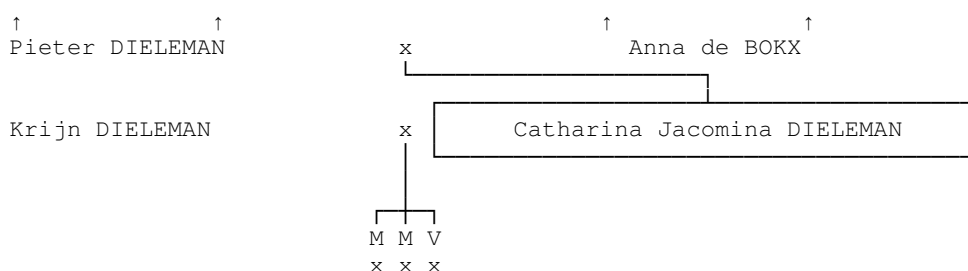 ↑ ↑ ↑ ↑
Pieter DIELEMAN x Anna de BOKX
Krijn DIELEMAN x Catharina Jacomina DIELEMAN
M M V
x x x